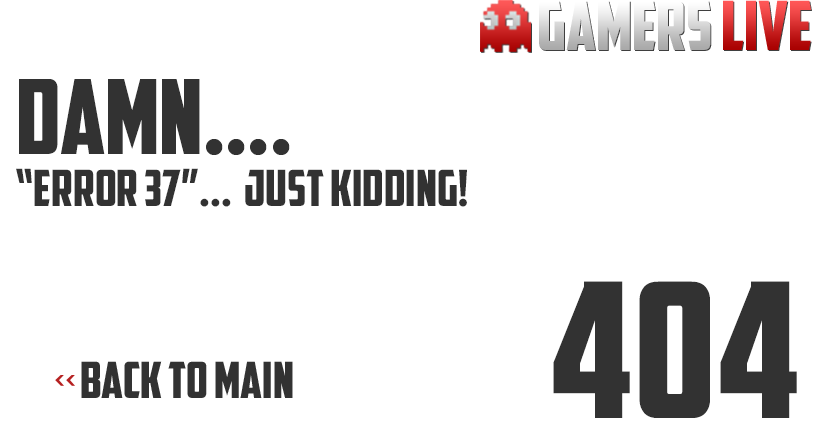 GAMERS LIVE
DAMN....
"ERROR 37"... JUST KIDDING!
404
<< BACK TO MAIN